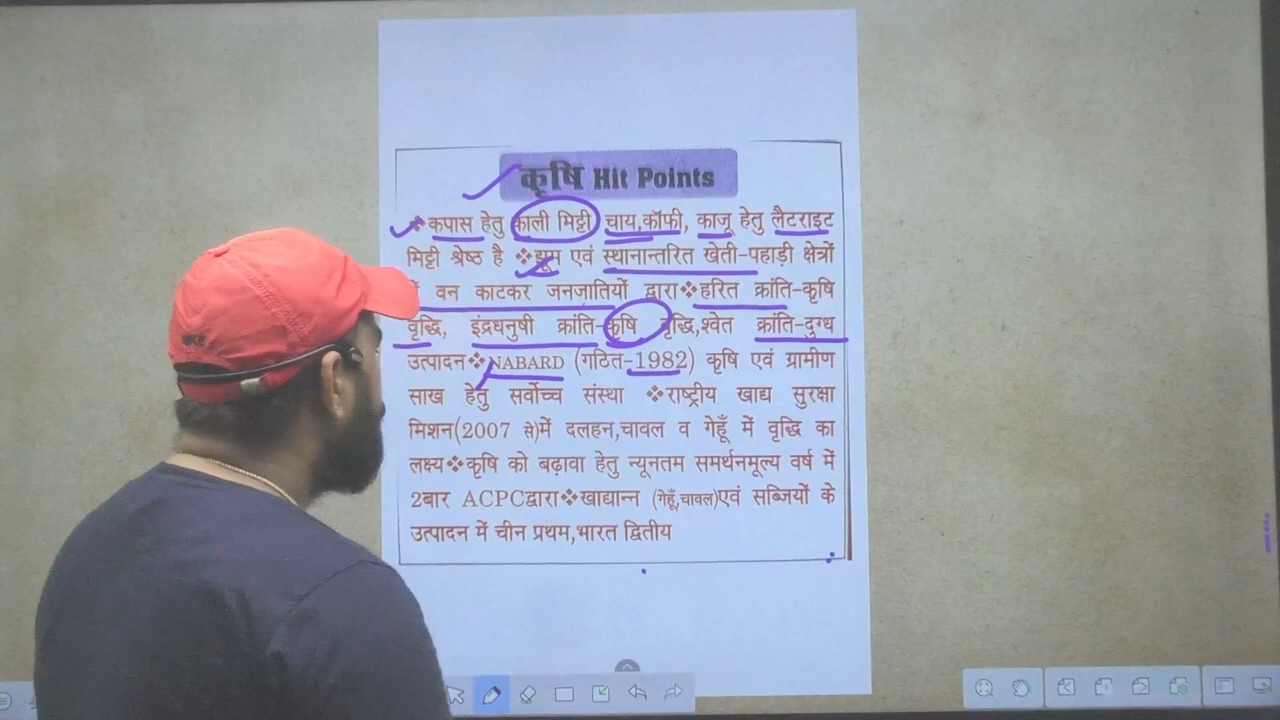 कृषि Hit Points
❖कपास हेतु काली मिट्टी चाय,कॉफी, काजू हेतु लैटराइट
मिट्टी श्रेष्ठ है ❖झूम एवं स्थानान्तरित खेती-पहाड़ी क्षेत्रों
वन काटकर जनजातियों द्वारा❖हरित क्रांति-कृषि
वृद्धि, इंद्रधनुषी क्रांति-कृषि वृद्धि,श्वेत क्रांति-दुग्ध
उत्पादन❖NABARD (गठित-1982) कृषि एवं ग्रामीण
साख हेतु सर्वोच्च संस्था ❖राष्ट्रीय खाद्य सुरक्षा
मिशन(2007 से)में दलहन,चावल व गेहूँ में वृद्धि का
लक्ष्य❖कृषि को बढ़ावा हेतु न्यूनतम समर्थनमूल्य वर्ष में
2बार ACPCद्वारा❖खाद्यान्न (गेहूँ,चावल)एवं सब्जियों के
उत्पादन में चीन प्रथम,भारत द्वितीय